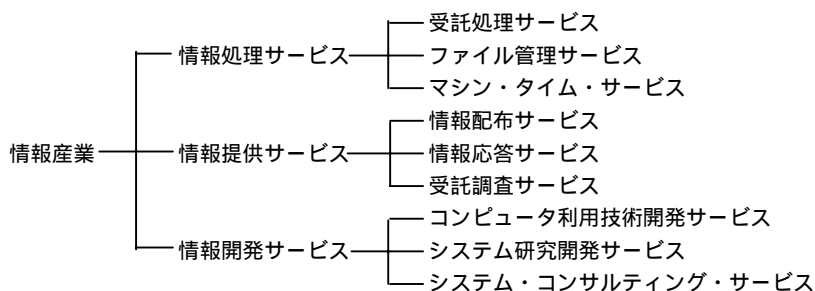 受託処理サービス
情報処理サービス
ファイル管理サービス
マシン・タイム・サービス
情報配布サービス
情報産業
情報提供サービス
情報応答サービス
受託調査サービス
コンピュータ利用技術開発サービス
情報開発サービス
システム研究開発サービス
システム・コンサルティング・サービス